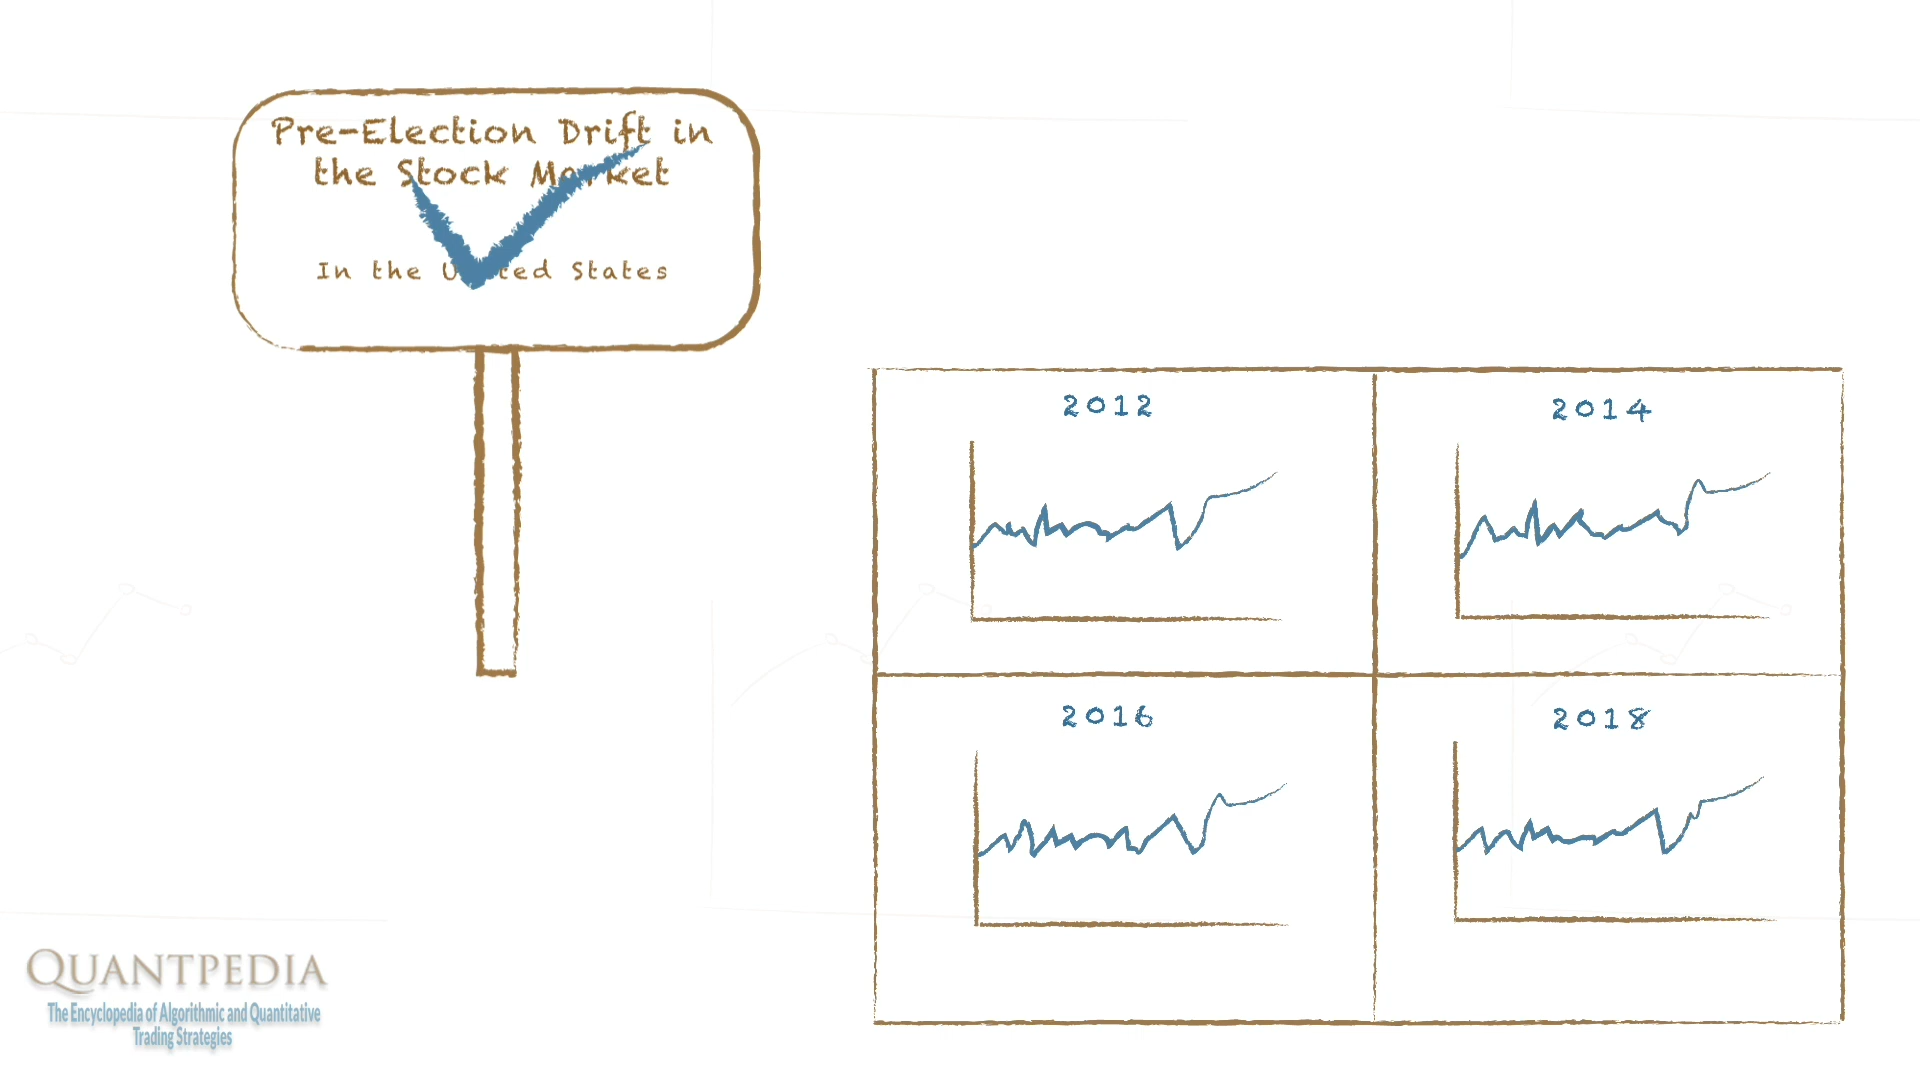 Pre-Election Drift in
the Stock Market
In the United States
2012
2014
2016
2018
QUANTPEDIA
The Encyclopedia of Algorithmic and Quantitative
Trading Strategies